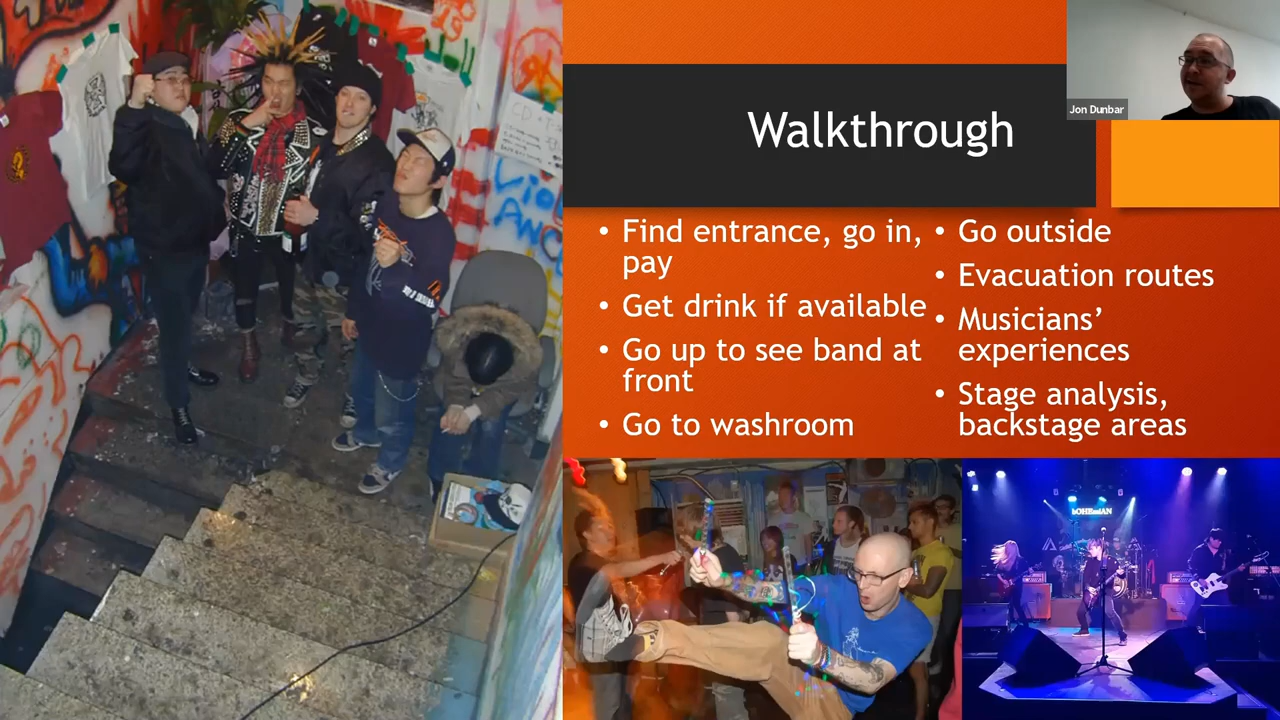 Walkthrough
Jon Dunbar
• Find entrance, go in,
pay
• Get drink if available
• Go up to see band at
front
• Go to washroom
• Go outside
• Evacuation routes
• Musicians’
experiences
• Stage analysis,
backstage areas
bOHEmiAN